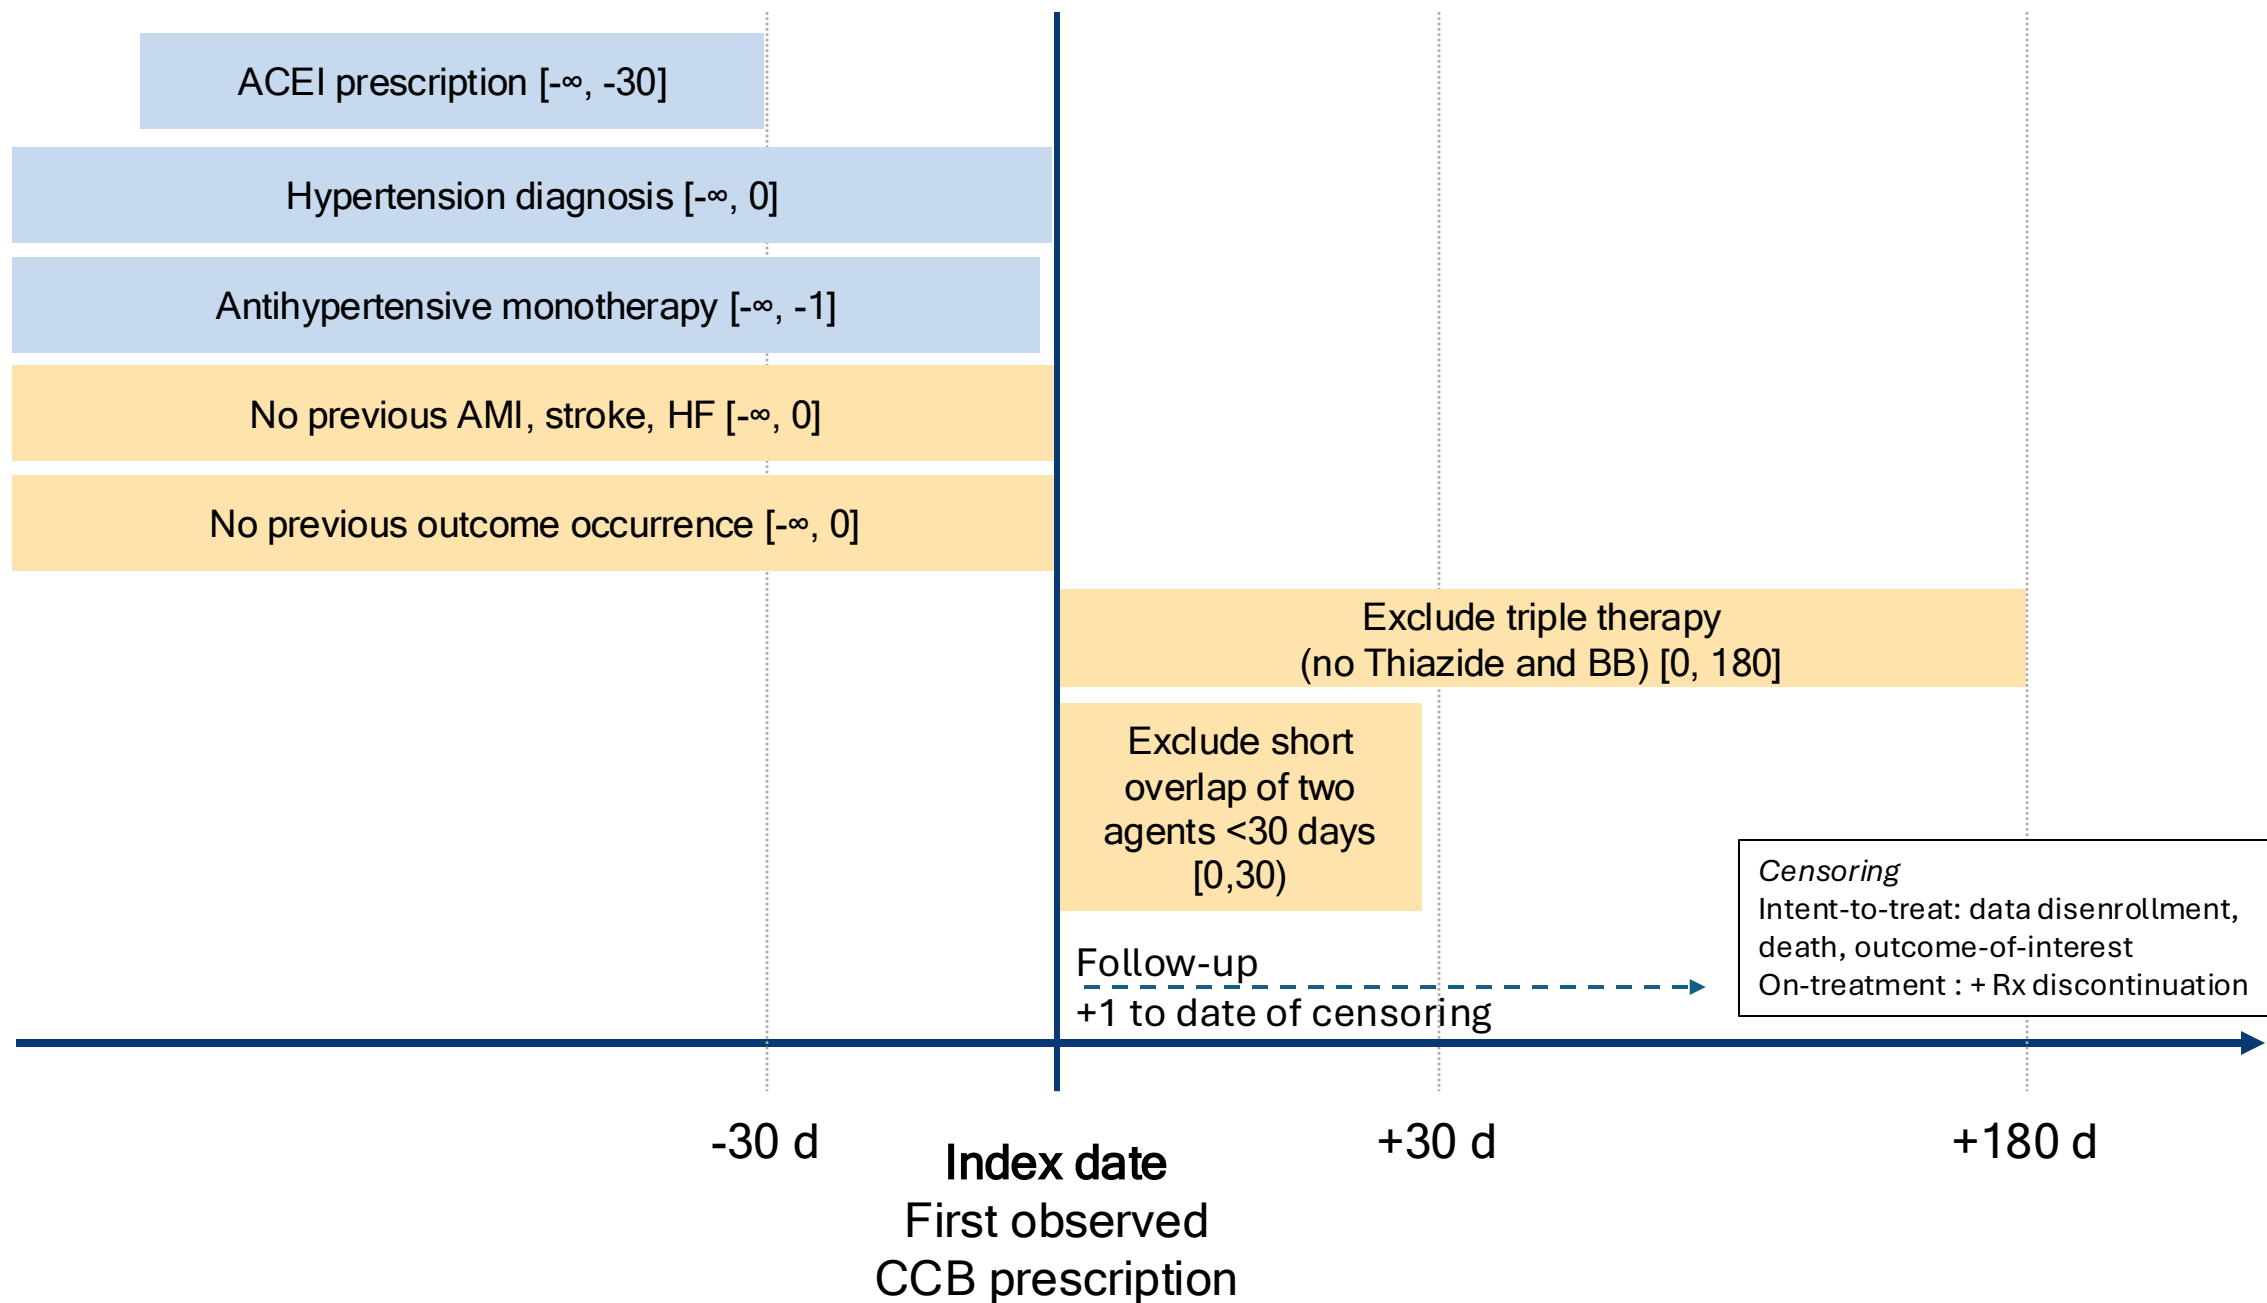 ACEI prescription [-∞, -30]
Hypertension diagnosis [-∞, 0]
Antihypertensive monotherapy [-∞, -1]
No previous AMI, stroke, HF [-∞, 0]
No previous outcome occurrence [-∞, 0]
Exclude triple therapy
(no Thiazide and BB) [0, 180]
Exclude short
overlap of two
agents <30 days
[0,30)
Censoring
Intent-to-treat: data disenrollment,
death, outcome-of-interest
On-treatment : + Rx discontinuation
Follow-up
+1 to date of censoring
-30 d
Index date
First observed
CCB prescription
+30 d
+180 d